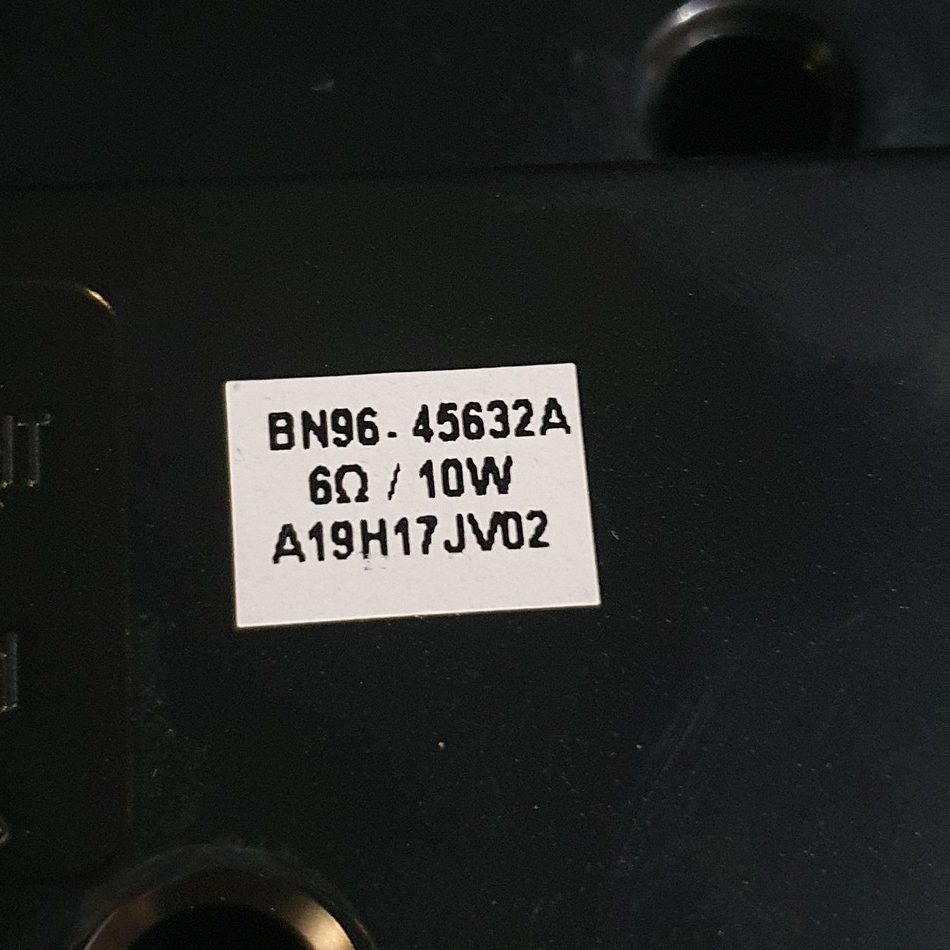 BN96-45632A
6Ω / 10W
A19H17JV02